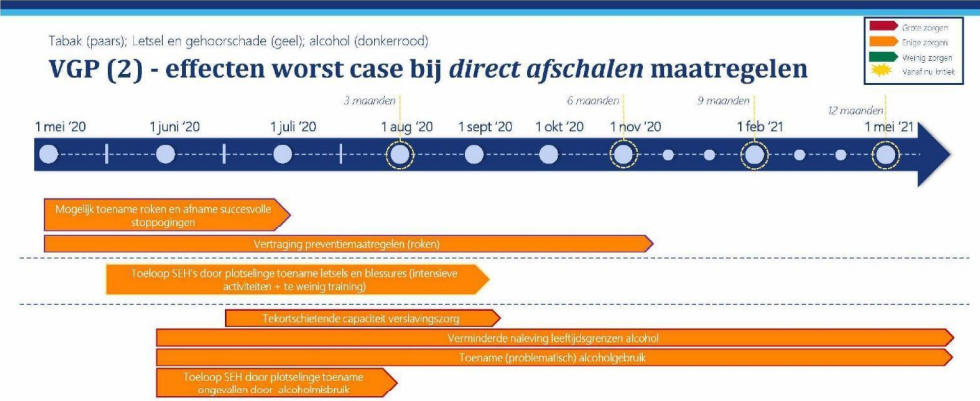 Tabak (paars); Letsel en gehoorschade (geel); alcohol (donkerrood)
VGP (2) - effecten worst case bij direct afschalen maatregelen
Grote zorgen
Enige zorgen
Weinig zorgen
Vanaf nu kritiek
3 maanden
6 maanden
9 maanden
12 maanden
1 mei '20
1 juni '20
1 juli '20
1 aug '20
1 sept '20
1 okt '20
1 nov '20
1 feb '21
1 mei '21
Mogelijk toename roken en afname succesvolle
stoppogingen
Vertraging preventiemaatregelen (roken)
Toeloop SEH's door plotselinge toename letsels en blessures (intensieve
activiteiten + te weinig training)
Tekortschietende capaciteit verslavingszorg
Verminderde naleving leeftijdsgrenzen alcohol
Toename (problematisch) alcoholgebruik
Toeloop SEH door plotselinge toename
ongevallen door alcoholmisbruik